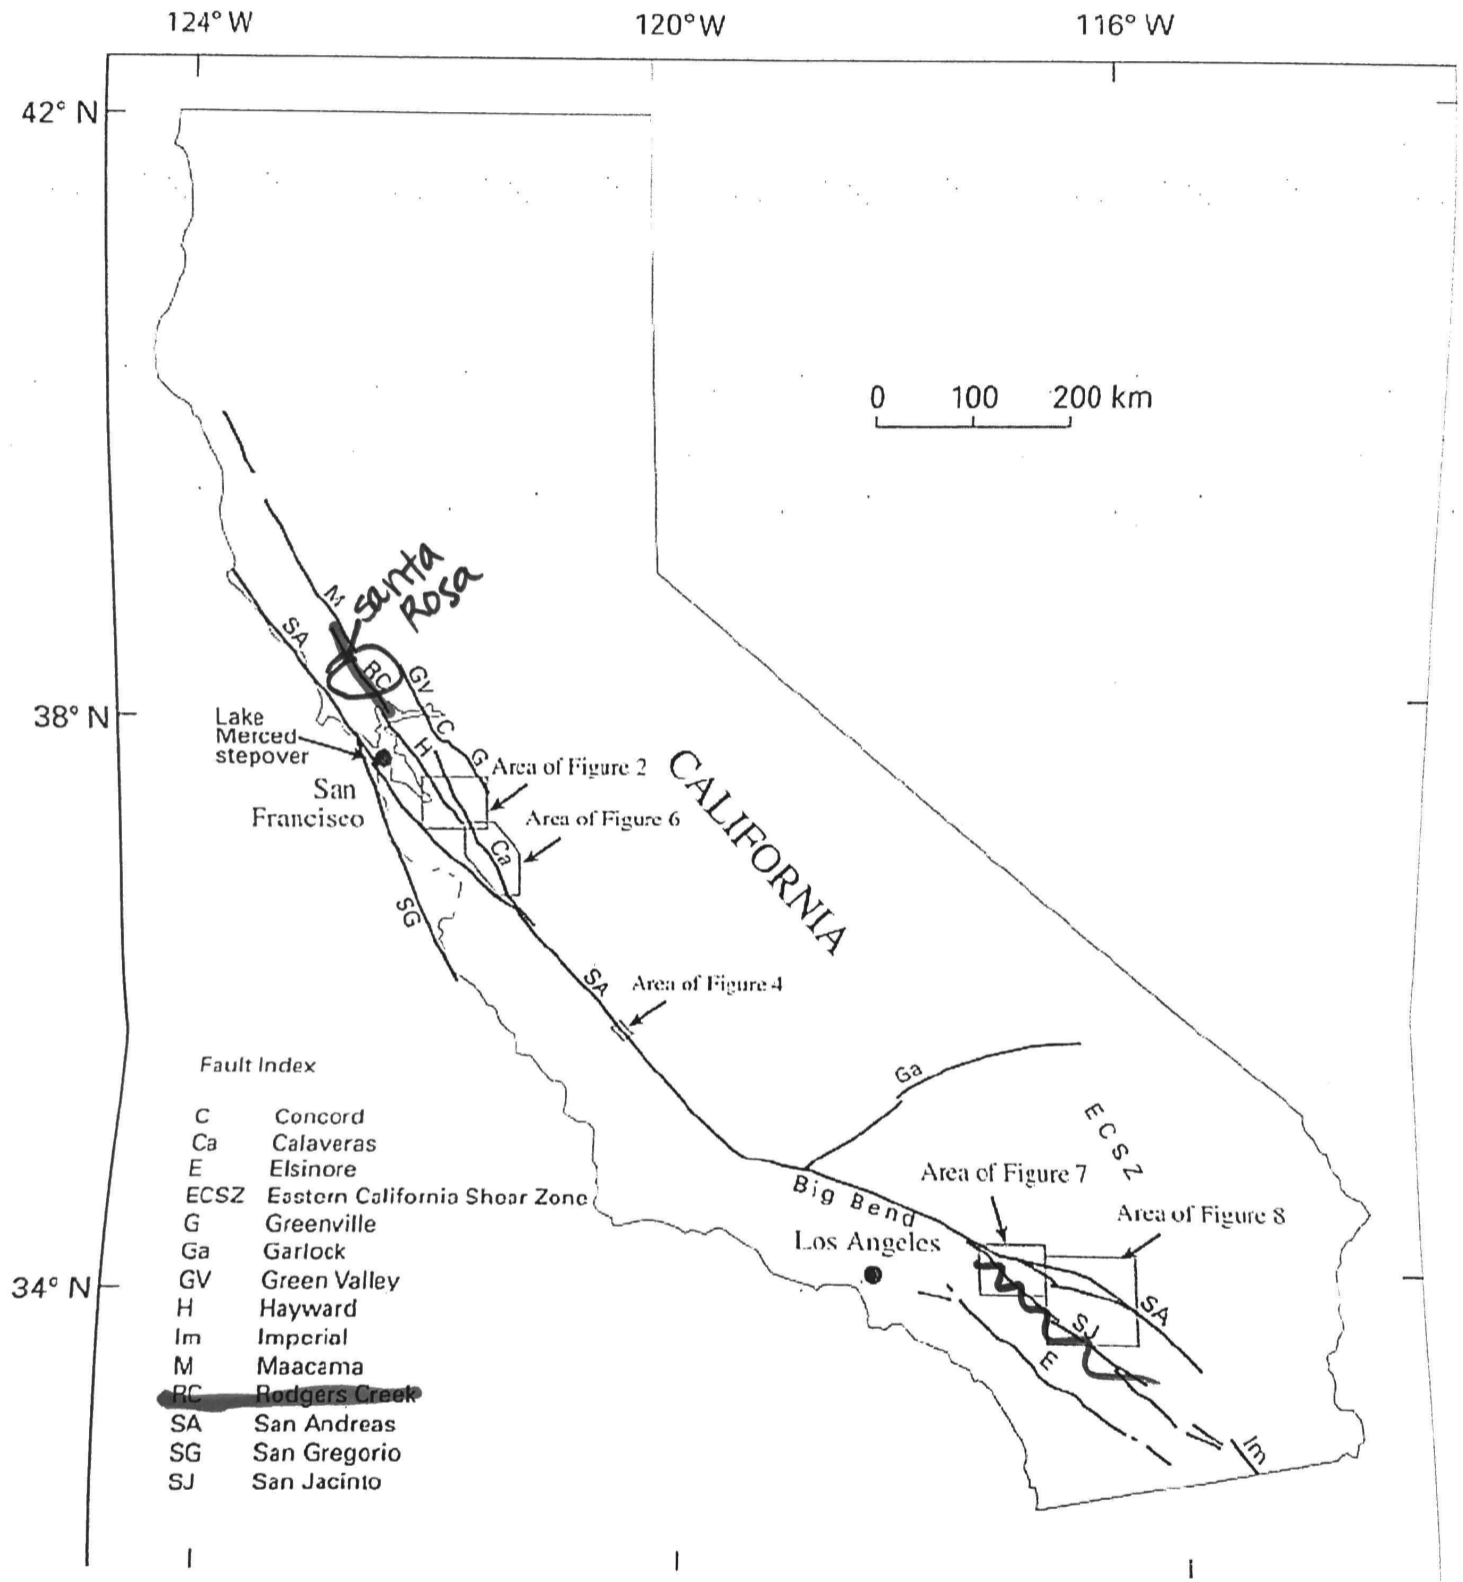 124° W 120° W 116° W
42° N
0 100 200 km
Santa
Rosa
M
SA
RC
GV
38° N
Lake
Merced
stepover
C
H
G
Area of Figure 2
San
Francisco
Area of Figure 6
CALIFORNIA
Ca
SG
SA
Area of Figure 4
Ga
ECSZ
Fault Index
C Concord
Ca Calaveras
E Elsinore
ECSZ Eastern California Shear Zone
G Greenville
Ga Garlock
GV Green Valley
H Hayward
Im Imperial
M Maacama
RC Rodgers Creek
SA San Andreas
SG San Gregorio
SJ San Jacinto
Area of Figure 7
Big Bend
Area of Figure 8
Los Angeles
34° N
SA
SJ
E
Im